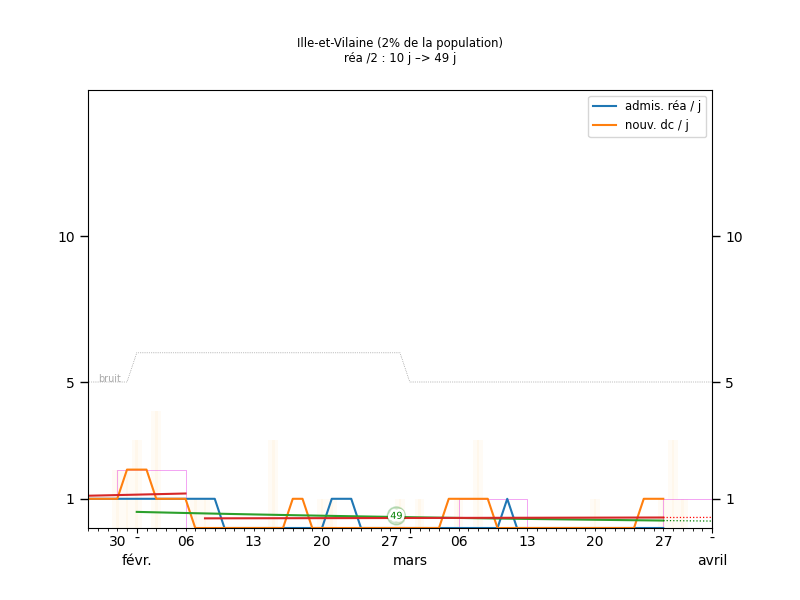 Ille-et-Vilaine (2% de la population)
réa /2 : 10 j –> 49 j
admis. réa / j
nouv. dc / j
10 10
bruit
5 5
49
1 1
30 - 06 13 20 27 - 06 13 20 27 -
févr. mars avril